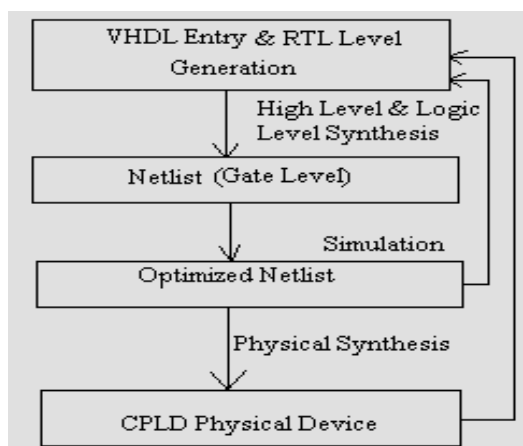 VHDL Entry & RTL Level
Generation
High Level & Logic
Level Synthesis
Netlist (Gate Level)
Simulation
Optimized Netlist
Physical Synthesis
CPLD Physical Device